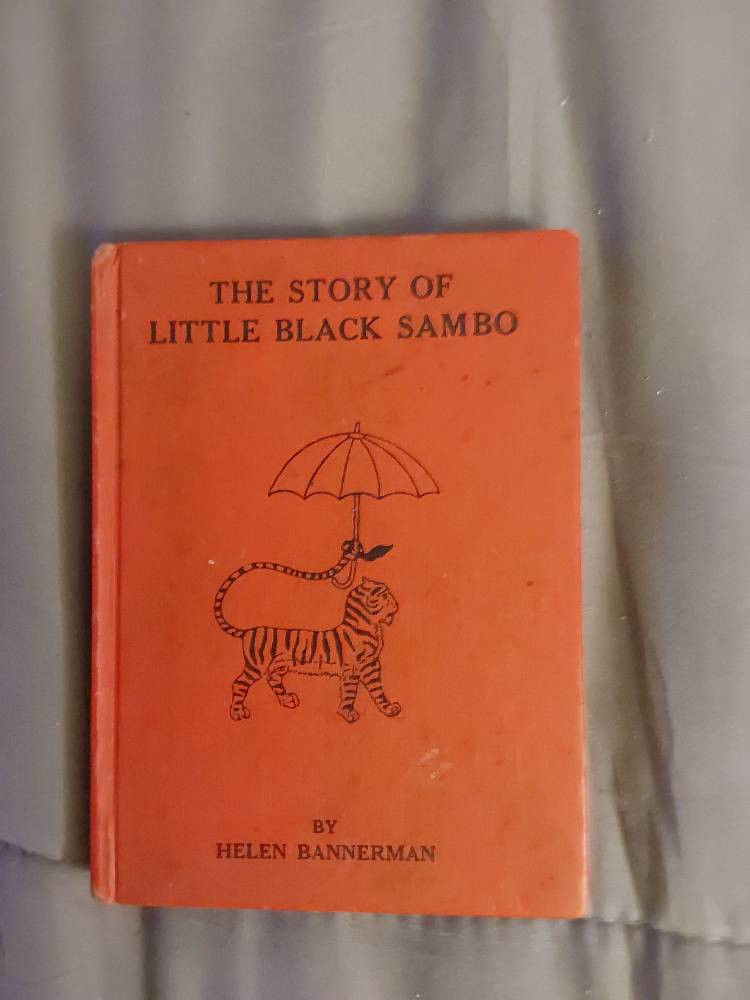 THE STORY OF
LITTLE BLACK SAMBO
BY
HELEN BANNERMAN